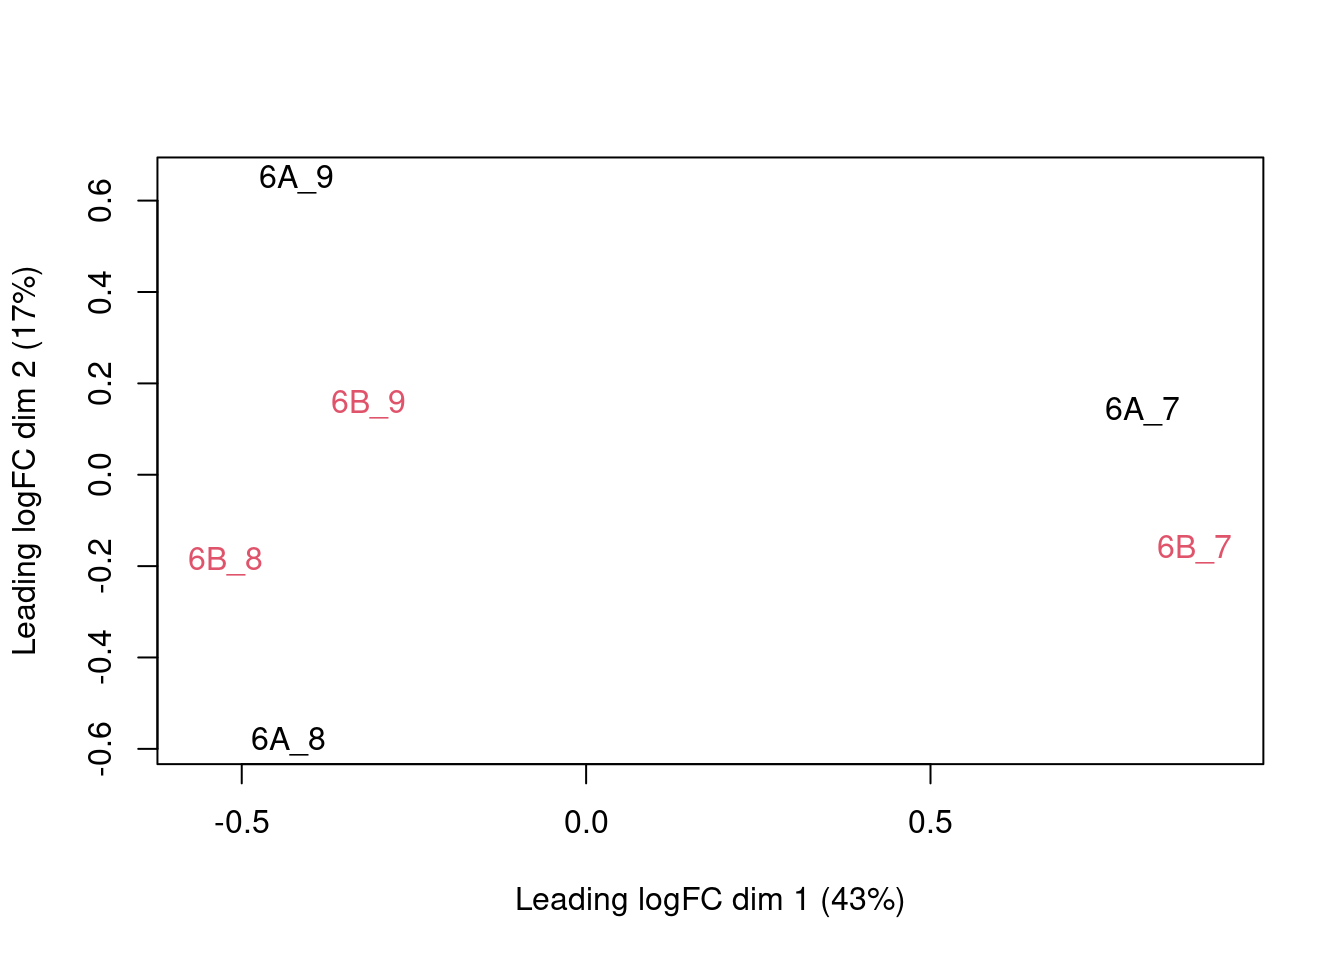 6A_9
6B_9
6A_7
6B_7
6B_8
6A_8
0.6
0.4
0.2
0.0
-0.2
-0.4
-0.6
Leading logFC dim 2 (17%)
-0.5 0.0 0.5
Leading logFC dim 1 (43%)